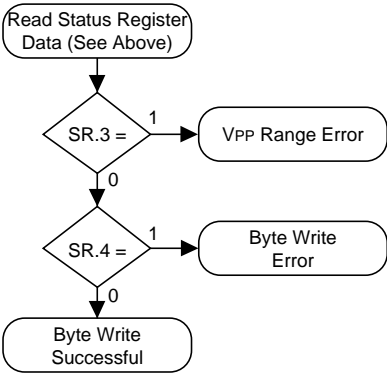 Read Status Register
Data (See Above)
SR.3 =
1
VPP Range Error
0
SR.4 =
1
Byte Write
Error
0
Byte Write
Successful